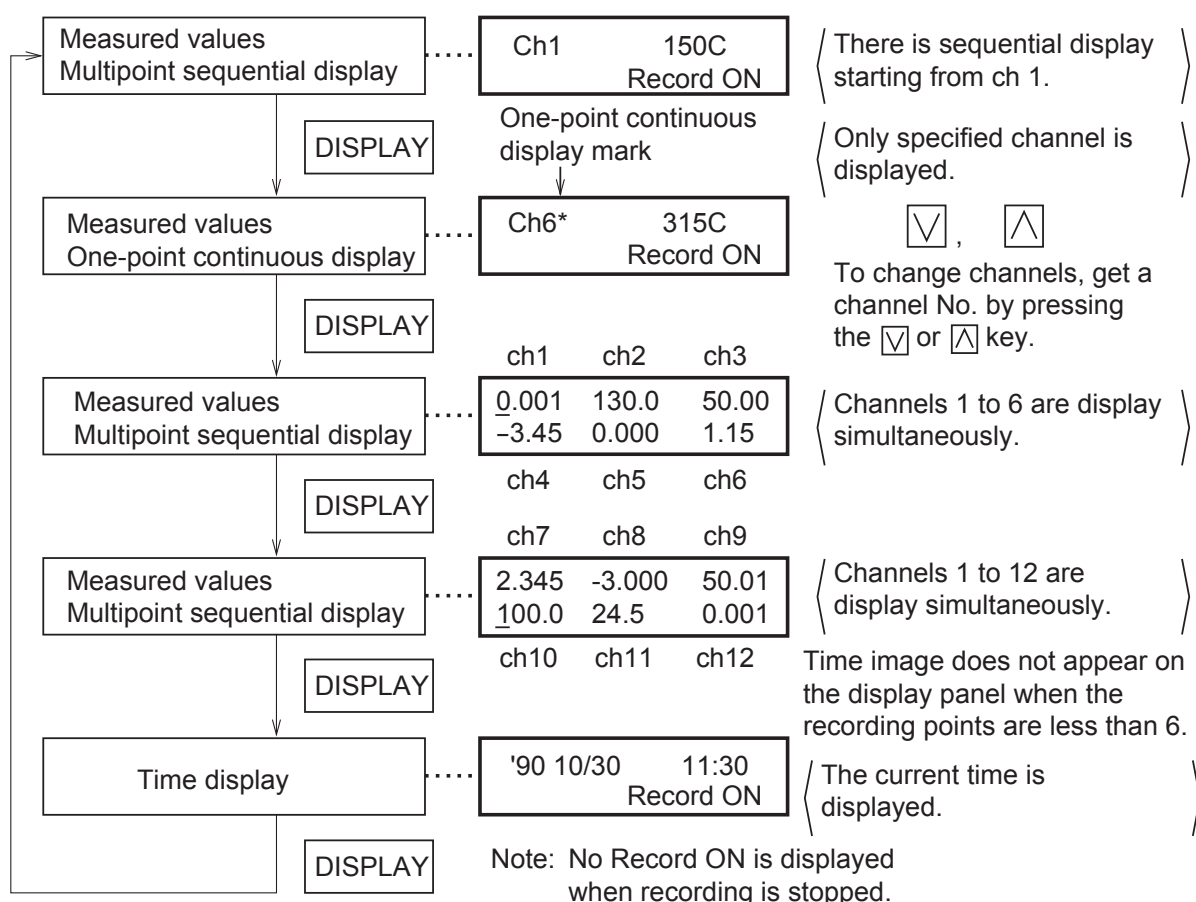 Measured values
Multipoint sequential display
Ch1 150C
Record ON
There is sequential display
starting from ch 1.
DISPLAY
One-point continuous
display mark
Only specified channel is
displayed.
Measured values
One-point continuous display
Ch6* 315C
Record ON
To change channels, get a
channel No. by pressing
the or key.
DISPLAY
ch1 ch2 ch3
Measured values
Multipoint sequential display
0.001 130.0 50.00
-3.45 0.000 1.15
ch4 ch5 ch6
Channels 1 to 6 are display
simultaneously.
DISPLAY
ch7 ch8 ch9
Measured values
Multipoint sequential display
2.345 -3.000 50.01
100.0 24.5 0.001
ch10 ch11 ch12
Channels 1 to 12 are
display simultaneously.
Time image does not appear on
the display panel when the
recording points are less than 6.
DISPLAY
Time display
'90 10/30 11:30
Record ON
The current time is
displayed.
DISPLAY
Note: No Record ON is displayed
when recording is stopped.